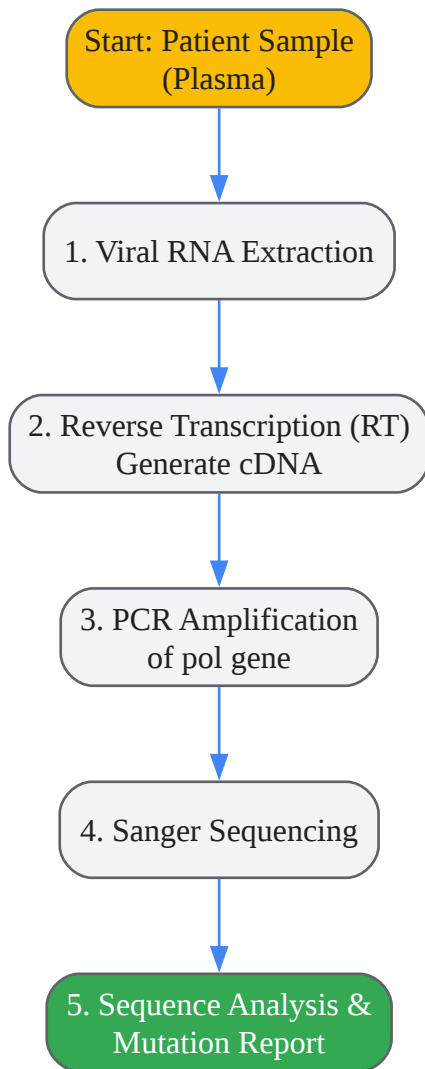 Start: Patient Sample
(Plasma)
1. Viral RNA Extraction
2. Reverse Transcription (RT)
Generate cDNA
3. PCR Amplification
of pol gene
4. Sanger Sequencing
5. Sequence Analysis &
Mutation Report